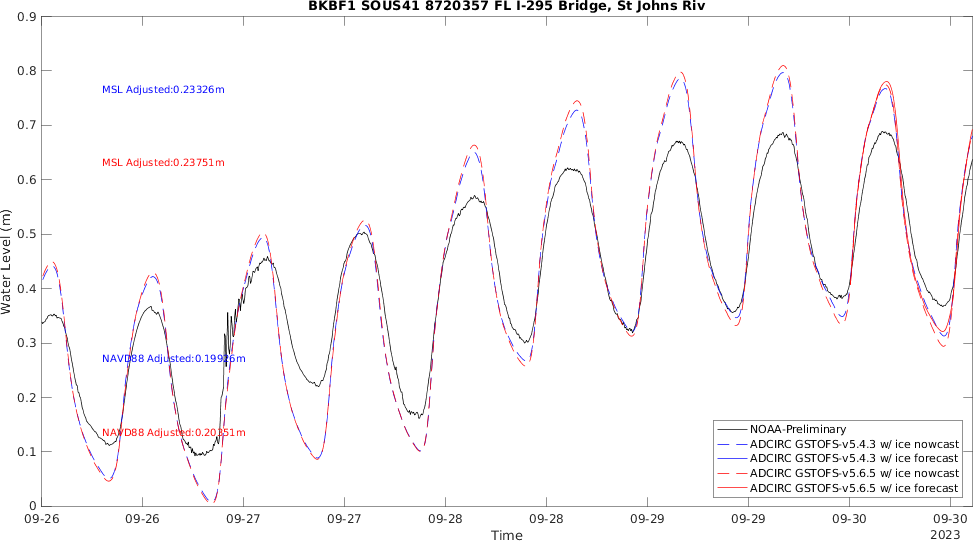 BKBF1 SOUS41 8720357 FL I-295 Bridge, St Johns Riv
0.9
0.8
0.7
0.6
0.5
0.4
0.3
0.2
0.1
0
Water Level (m)
MSL Adjusted:0.23326m
MSL Adjusted:0.23751m
NAVD88 Adjusted:0.19926m
NAVD88 Adjusted:0.20351m
NOAA-Preliminary
ADCIRC GSTOFS-v5.4.3 w/ ice nowcast
ADCIRC GSTOFS-v5.4.3 w/ ice forecast
ADCIRC GSTOFS-v5.6.5 w/ ice nowcast
ADCIRC GSTOFS-v5.6.5 w/ ice forecast
09-26 09-26 09-27 09-27 09-28 09-28 09-29 09-29 09-30 09-30
2023
Time